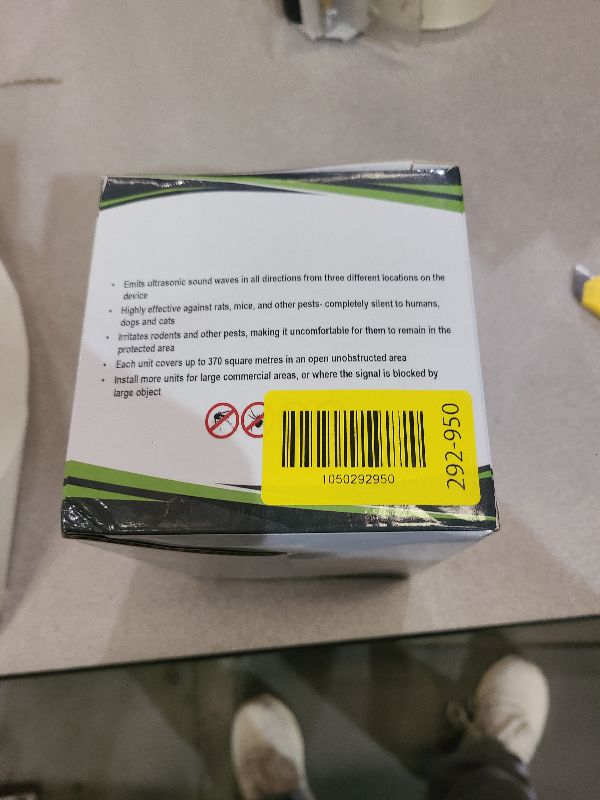 • Emits ultrasonic sound waves in all directions from three different locations on the
device
• Highly effective against rats, mice, and other pests- completely silent to humans,
dogs and cats
• Irritates rodents and other pests, making it uncomfortable for them to remain in the
protected area
• Each unit covers up to 370 square metres in an open unobstructed area
• Install more units for large commercial areas, or where the signal is blocked by
large object
1050292950
292-950